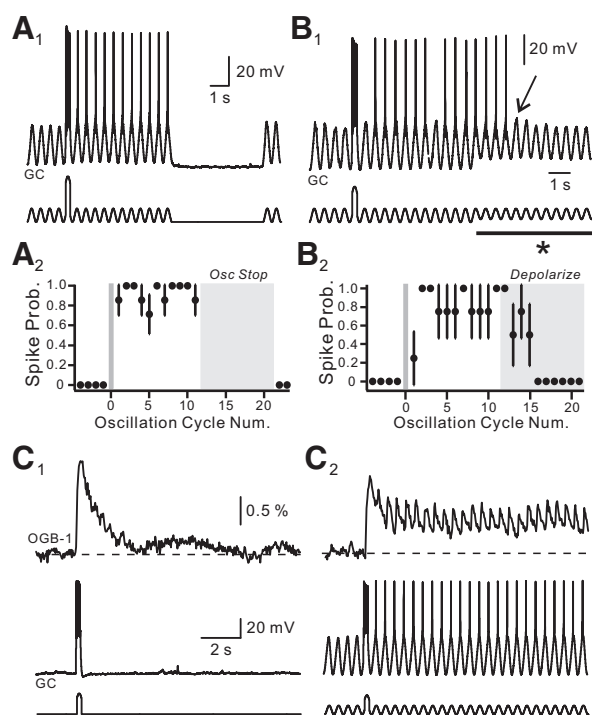 A1
B1
20 mV
1 s
20 mV
GC
GC
1 s
*
A2
B2
Osc Stop
Depolarize
Spike Prob.
1.0
0.8
0.6
0.4
0.2
0
0 5 10 15 20
Oscillation Cycle Num.
Spike Prob.
1.0
0.8
0.6
0.4
0.2
0
0 5 10 15 20
Oscillation Cycle Num.
C1
C2
0.5 %
OGB-1
20 mV
2 s
GC